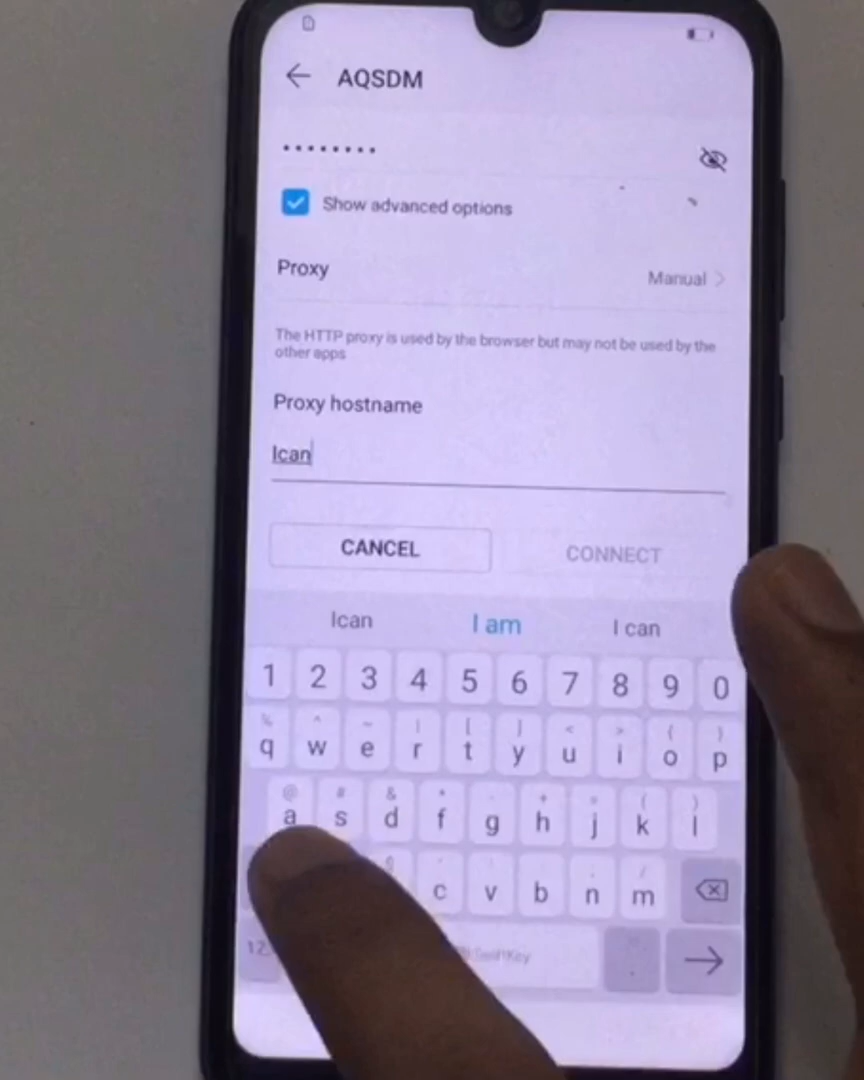 AQSDM
••••••••
Show advanced options
Proxy
Manual
The HTTP proxy is used by the browser but may not be used by the
other apps
Proxy hostname
Ican
CANCEL
CONNECT
Ican
I am
I can
1 2 3 4 5 6 7 8 9 0
% ^ ~ | [ ] < > { }
q w e r t y u i o p
@ # & * - + = ( )
a s d f g h j k l
c v b n m
12
SwiftKey